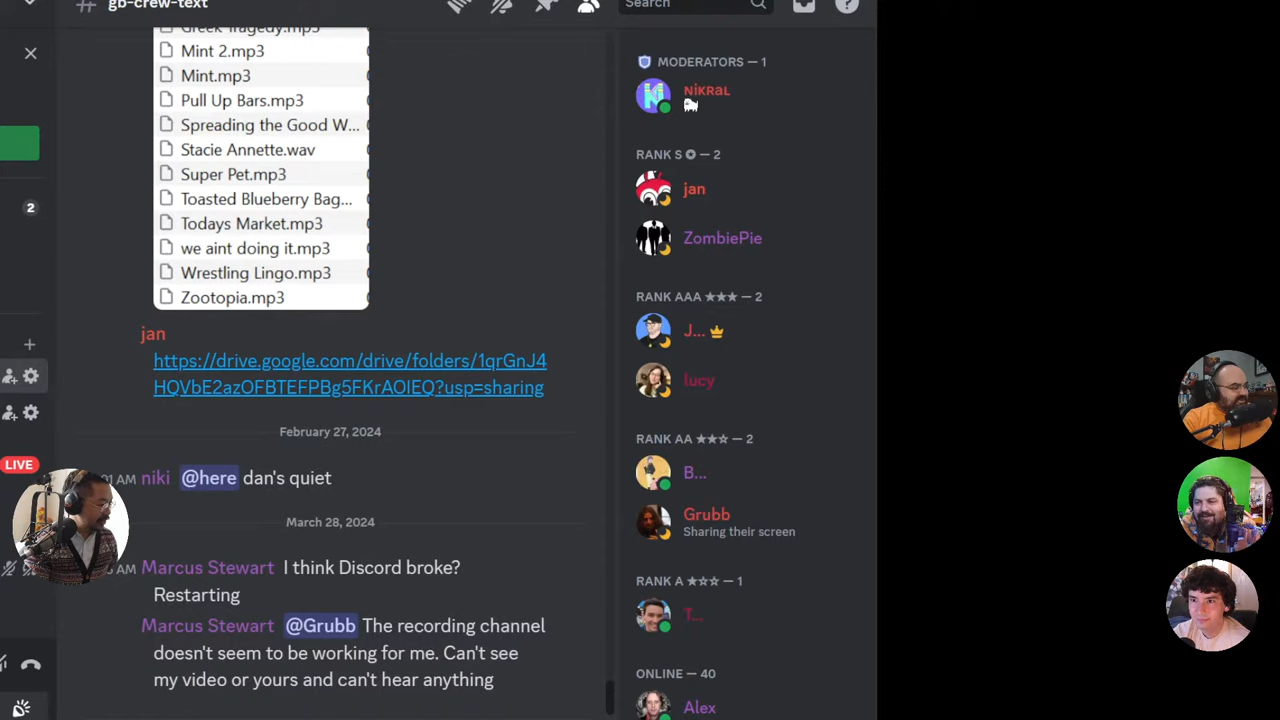 gb-crew-text
Search
Greek Tragedy.mp3
Mint 2.mp3
Mint.mp3
Pull Up Bars.mp3
Spreading the Good W...
Stacie Annette.wav
Super Pet.mp3
Toasted Blueberry Bag...
Todays Market.mp3
we aint doing it.mp3
Wrestling Lingo.mp3
Zootopia.mp3
jan
https://drive.google.com/drive/folders/1qrGnJ4
HQVbE2azOFBTEFPBg5FKrAOIEQ?usp=sharing
February 27, 2024
AM niki @here dan's quiet
March 28, 2024
AM Marcus Stewart I think Discord broke?
Restarting
Marcus Stewart @Grubb The recording channel
doesn't seem to be working for me. Can't see
my video or yours and can't hear anything
2
LIVE
MODERATORS — 1
NiKRaL
RANK S ✪ — 2
jan
ZombiePie
RANK AAA ★★★ — 2
J...
lucy
RANK AA ★★☆ — 2
B...
Grubb
Sharing their screen
RANK A ★☆☆ — 1
T...
ONLINE — 40
Alex